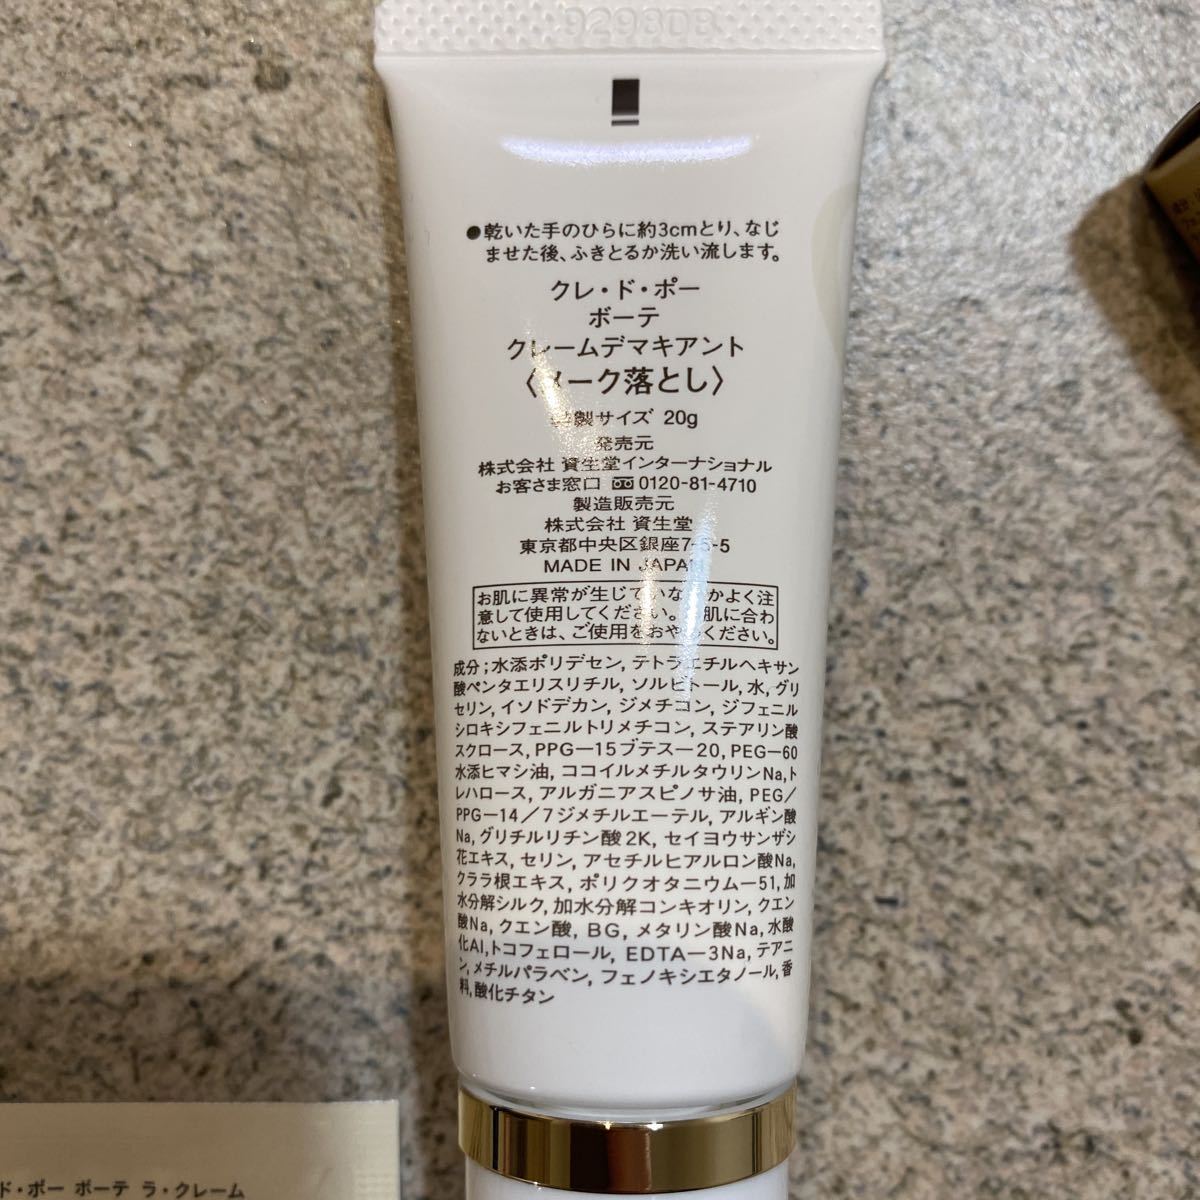 9293DB
●乾いた手のひらに約3cmとり、なじ
ませた後、ふきとるか洗い流します。
クレ・ド・ポー
ボーテ
クレームデマキアント
〈メーク落とし〉
特製サイズ 20g
発売元
株式会社 資生堂インターナショナル
お客さま窓口 0120-81-4710
製造販売元
株式会社 資生堂
東京都中央区銀座7-5-5
MADE IN JAPAN
お肌に異常が生じていないかよく注
意して使用してください。お肌に合わ
ないときは、ご使用をおやめください。
成分;水添ポリデセン,テトラエチルヘキサン
酸ペンタエリスリチル,ソルビトール,水,グリ
セリン,イソドデカン,ジメチコン,ジフェニル
シロキシフェニルトリメチコン,ステアリン酸
スクロース,PPG-15ブテス-20,PEG-60
水添ヒマシ油,ココイルメチルタウリンNa,ト
レハロース,アルガニアスピノサ油,PEG/
PPG-14/7ジメチルエーテル,アルギン酸
Na,グリチルリチン酸2K,セイヨウサンザシ
花エキス,セリン,アセチルヒアルロン酸Na,
クララ根エキス,ポリクオタニウム-51,加
水分解シルク,加水分解コンキオリン,クエン
酸Na,クエン酸,BG,メタリン酸Na,水酸
化Al,トコフェロール,EDTA-3Na,テアニ
ン,メチルパラベン,フェノキシエタノール,香
料,酸化チタン
ド・ポー ボーテ ラ・クレーム